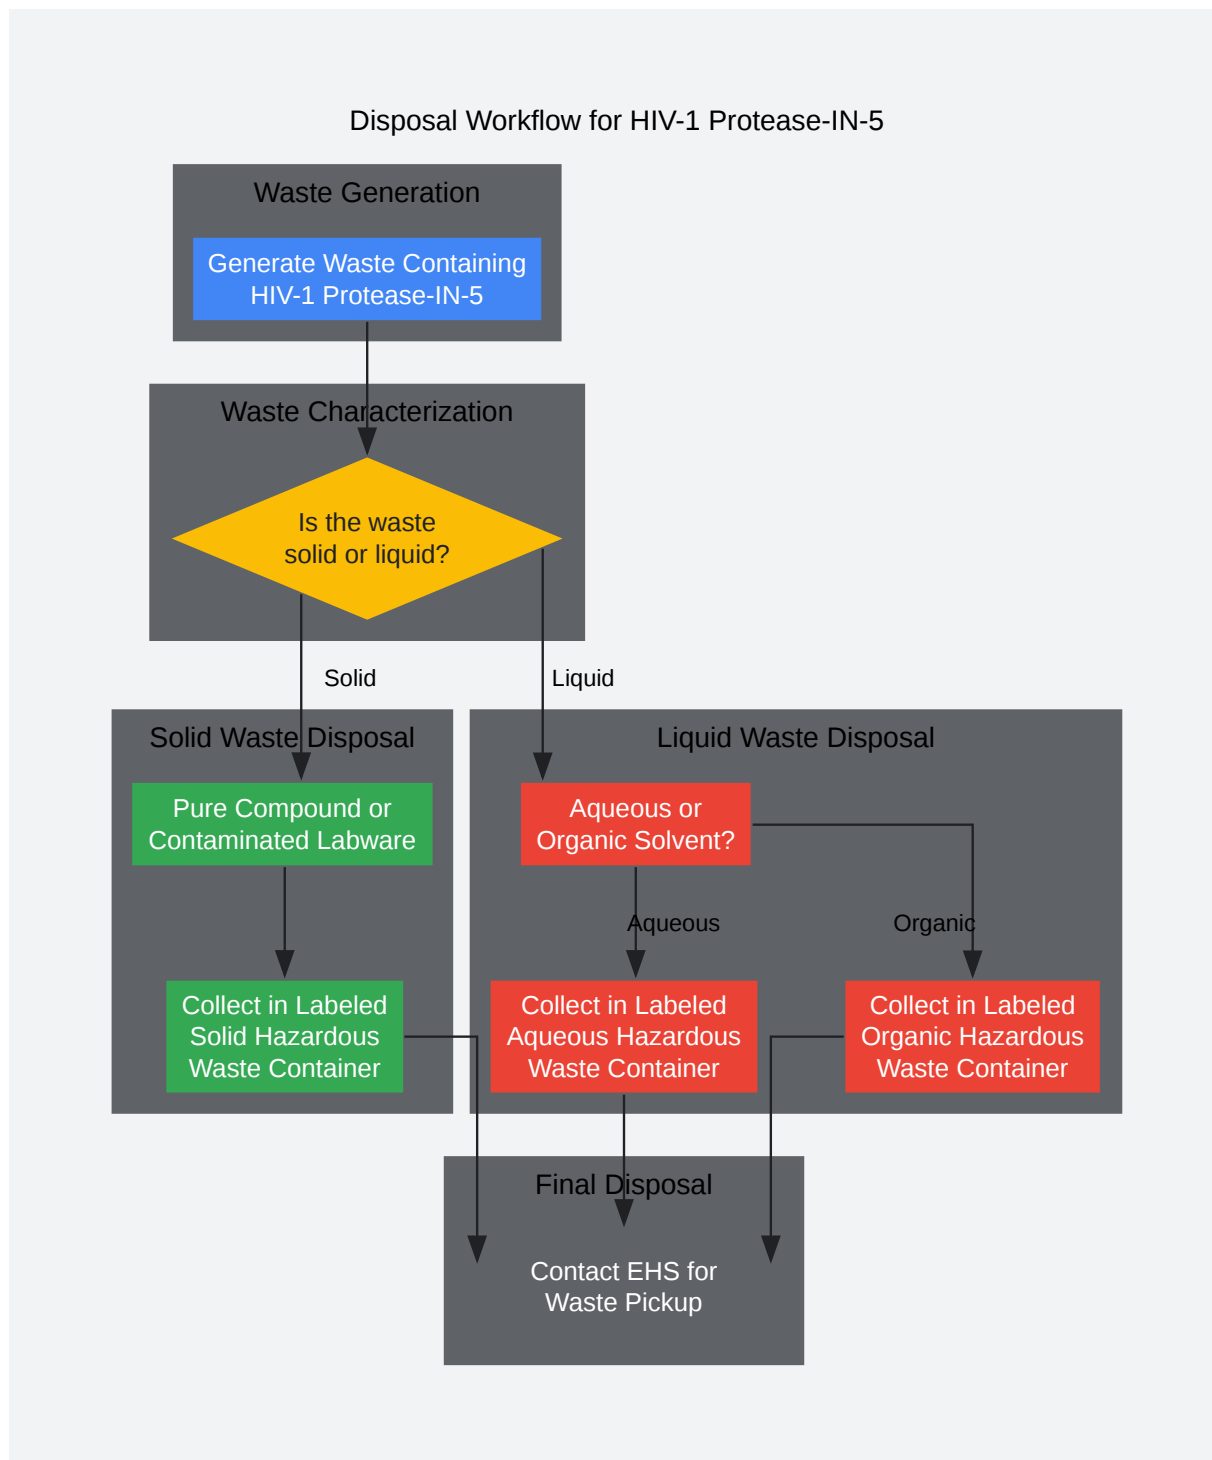 Disposal Workflow for HIV-1 Protease-IN-5
Waste Generation
Generate Waste Containing
HIV-1 Protease-IN-5
Waste Characterization
Is the waste
solid or liquid?
Solid
Liquid
Solid Waste Disposal
Pure Compound or
Contaminated Labware
Collect in Labeled
Solid Hazardous
Waste Container
Liquid Waste Disposal
Aqueous or
Organic Solvent?
Aqueous
Organic
Collect in Labeled
Aqueous Hazardous
Waste Container
Collect in Labeled
Organic Hazardous
Waste Container
Final Disposal
Contact EHS for
Waste Pickup